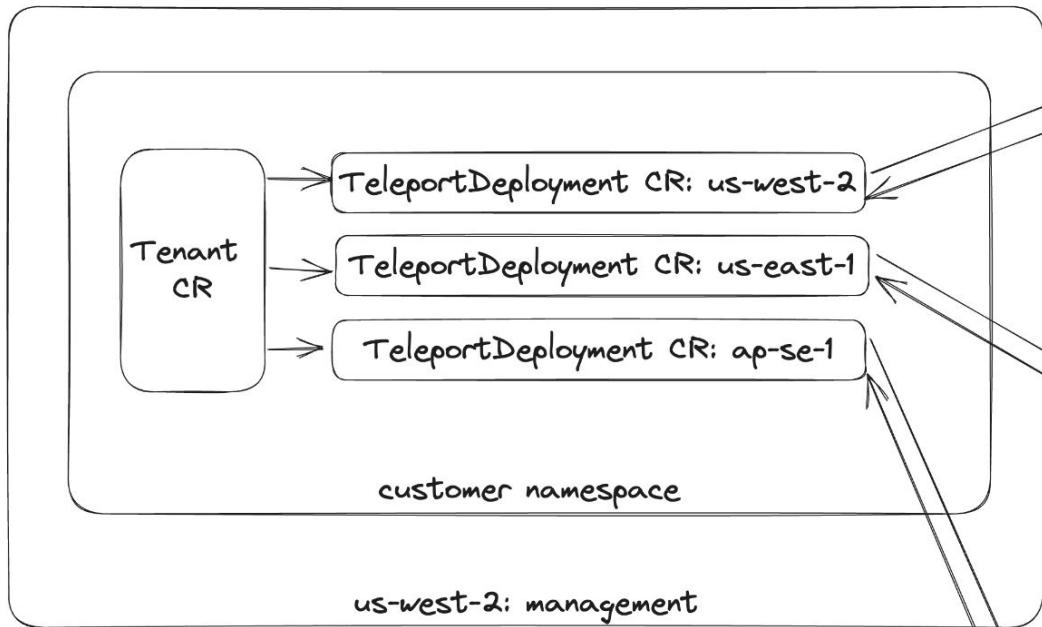 TeleportDeployment CR: us-west-2
Tenant
CR
TeleportDeployment CR: us-east-1
TeleportDeployment CR: ap-se-1
customer namespace
us-west-2: management